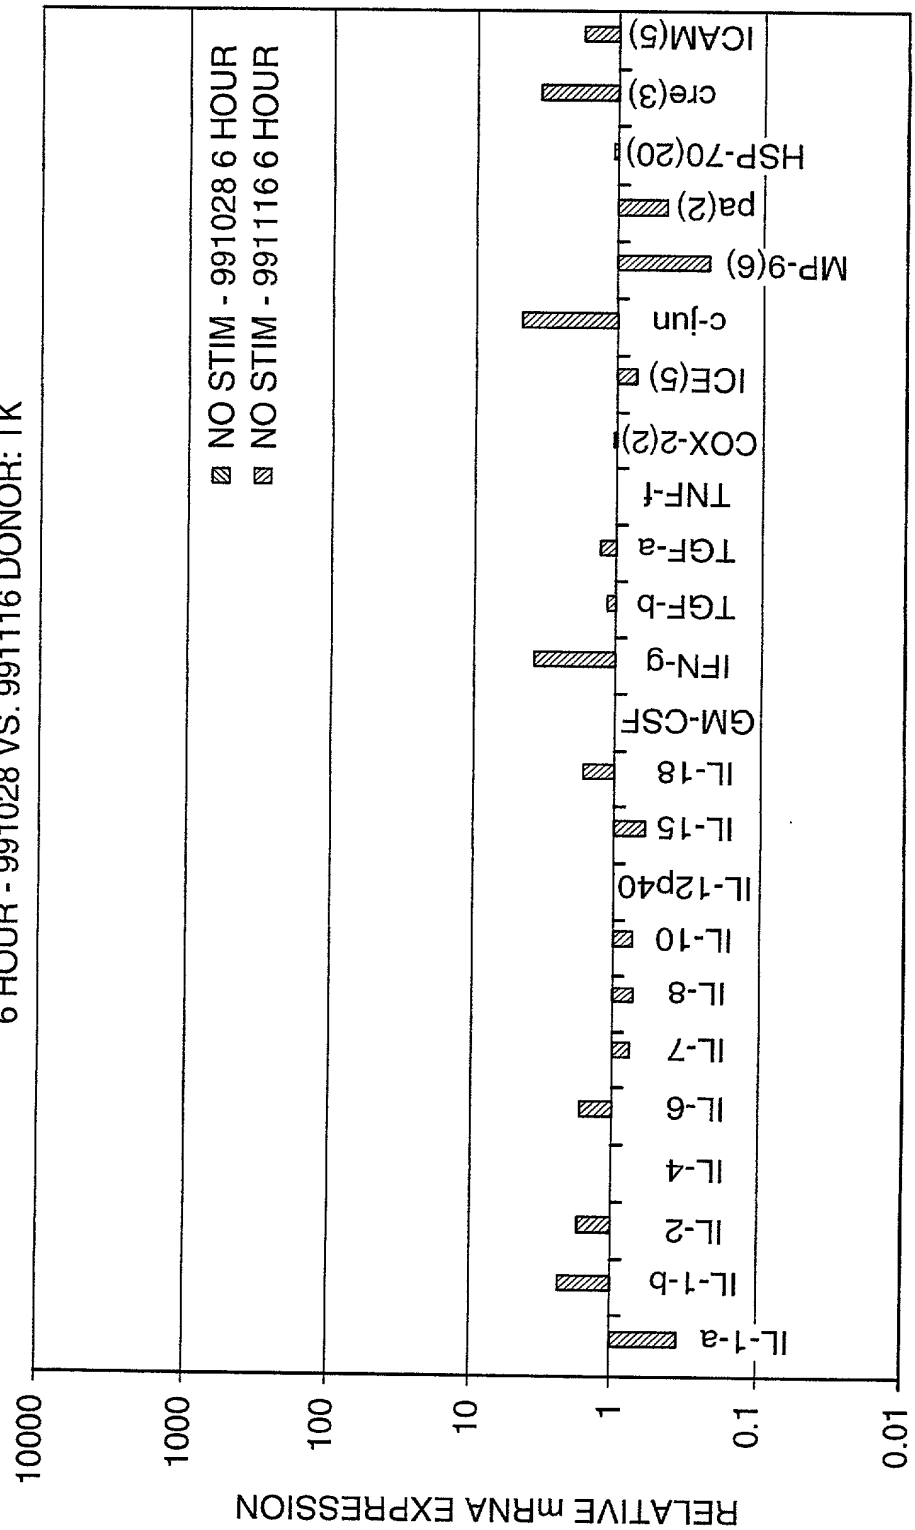 6 HOUR - 991028 VS. 991116 DONOR: TK
NO STIM - 991028 6 HOUR
NO STIM - 991116 6 HOUR
RELATIVE mRNA EXPRESSION
10000
1000
100
10
1
0.1
0.01
IL-1-a
IL-1-b
IL-2
IL-4
IL-6
IL-7
IL-8
IL-10
IL-12p40
IL-15
IL-18
GM-CSF
IFN-g
TGF-b
TGF-a
TNF-f
COX-2(2)
ICE(5)
c-jun
MP-9(6)
pa(2)
HSP-70(20)
cre(3)
ICAM(5)